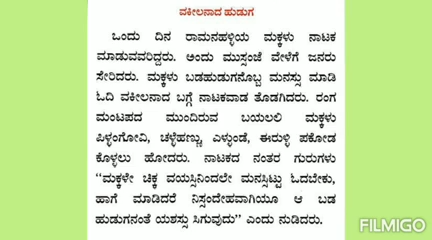 ವಕೀಲನಾದ ಹುಡುಗ
ಒಂದು ದಿನ ರಾಮನಹಳ್ಳಿಯ ಮಕ್ಕಳು ನಾಟಕ
ಮಾಡುವವರಿದ್ದರು. ಅಂದು ಮುಸ್ಸಂಜೆ ವೇಳೆಗೆ ಜನರು
ಸೇರಿದರು. ಮಕ್ಕಳು ಬಡಹುಡುಗನೊಬ್ಬ ಮನಸ್ಸು ಮಾಡಿ
ಓದಿ ವಕೀಲನಾದ ಬಗ್ಗೆ ನಾಟಕವಾಡ ತೊಡಗಿದರು. ರಂಗ
ಮಂಟಪದ ಮುಂದಿರುವ ಬಯಲಲಿ ಮಕ್ಕಳು
ಪಿಳ್ಳಂಗೋವಿ, ಚಳ್ಳೆಹಣ್ಣು, ಎಳ್ಳುಂಡೆ, ಈರುಳ್ಳಿ ಪಕೋಡ
ಕೊಳ್ಳಲು ಹೋದರು. ನಾಟಕದ ನಂತರ ಗುರುಗಳು
“ಮಕ್ಕಳೇ ಚಿಕ್ಕ ವಯಸ್ಸಿನಿಂದಲೇ ಮನಸ್ಸಿಟ್ಟು ಓದಬೇಕು,
ಹಾಗೆ ಮಾಡಿದರೆ ನಿಸ್ಸಂದೇಹವಾಗಿಯೂ ಆ ಬಡ
ಹುಡುಗನಂತೆ ಯಶಸ್ಸು ಸಿಗುವುದು” ಎಂದು ನುಡಿದರು.
FILMIGO